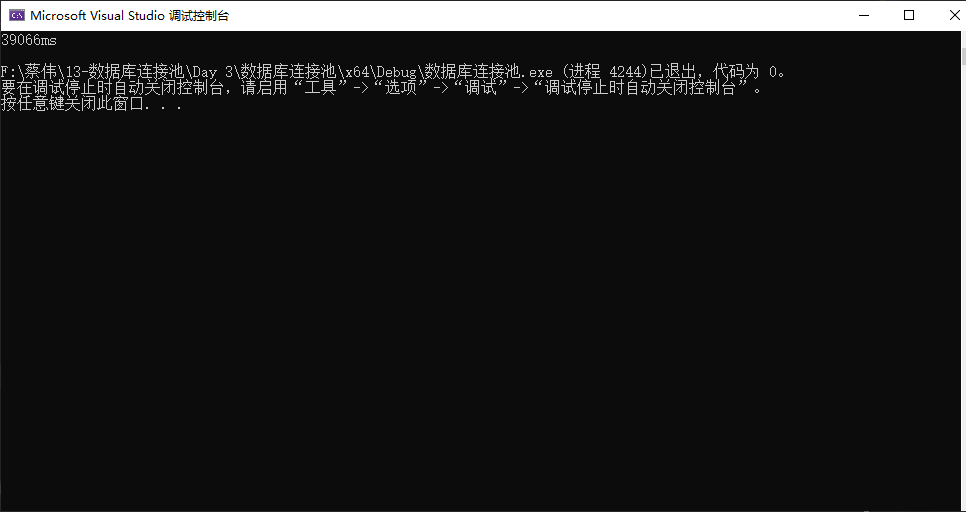 Microsoft Visual Studio 调试控制台
39066ms
F:\蔡伟\13-数据库连接池\Day 3\数据库连接池\x64\Debug\数据库连接池.exe (进程 4244)已退出，代码为 0。
要在调试停止时自动关闭控制台，请启用“工具”->“选项”->“调试”->“调试停止时自动关闭控制台”。
按任意键关闭此窗口. . .